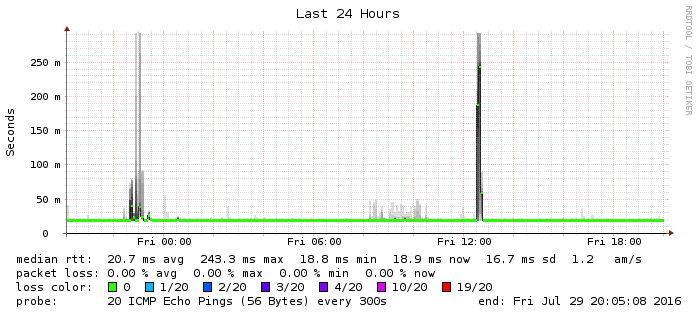 Last 24 Hours
RRDTOOL / TOBI OETIKER
Seconds
250 m
200 m
150 m
100 m
50 m
0
Fri 00:00 Fri 06:00 Fri 12:00 Fri 18:00
median rtt: 20.7 ms avg 243.3 ms max 18.8 ms min 18.9 ms now 16.7 ms sd 1.2 am/s
packet loss: 0.00 % avg 0.00 % max 0.00 % min 0.00 % now
loss color: 0 1/20 2/20 3/20 4/20 10/20 19/20
probe: 20 ICMP Echo Pings (56 Bytes) every 300s end: Fri Jul 29 20:05:08 2016